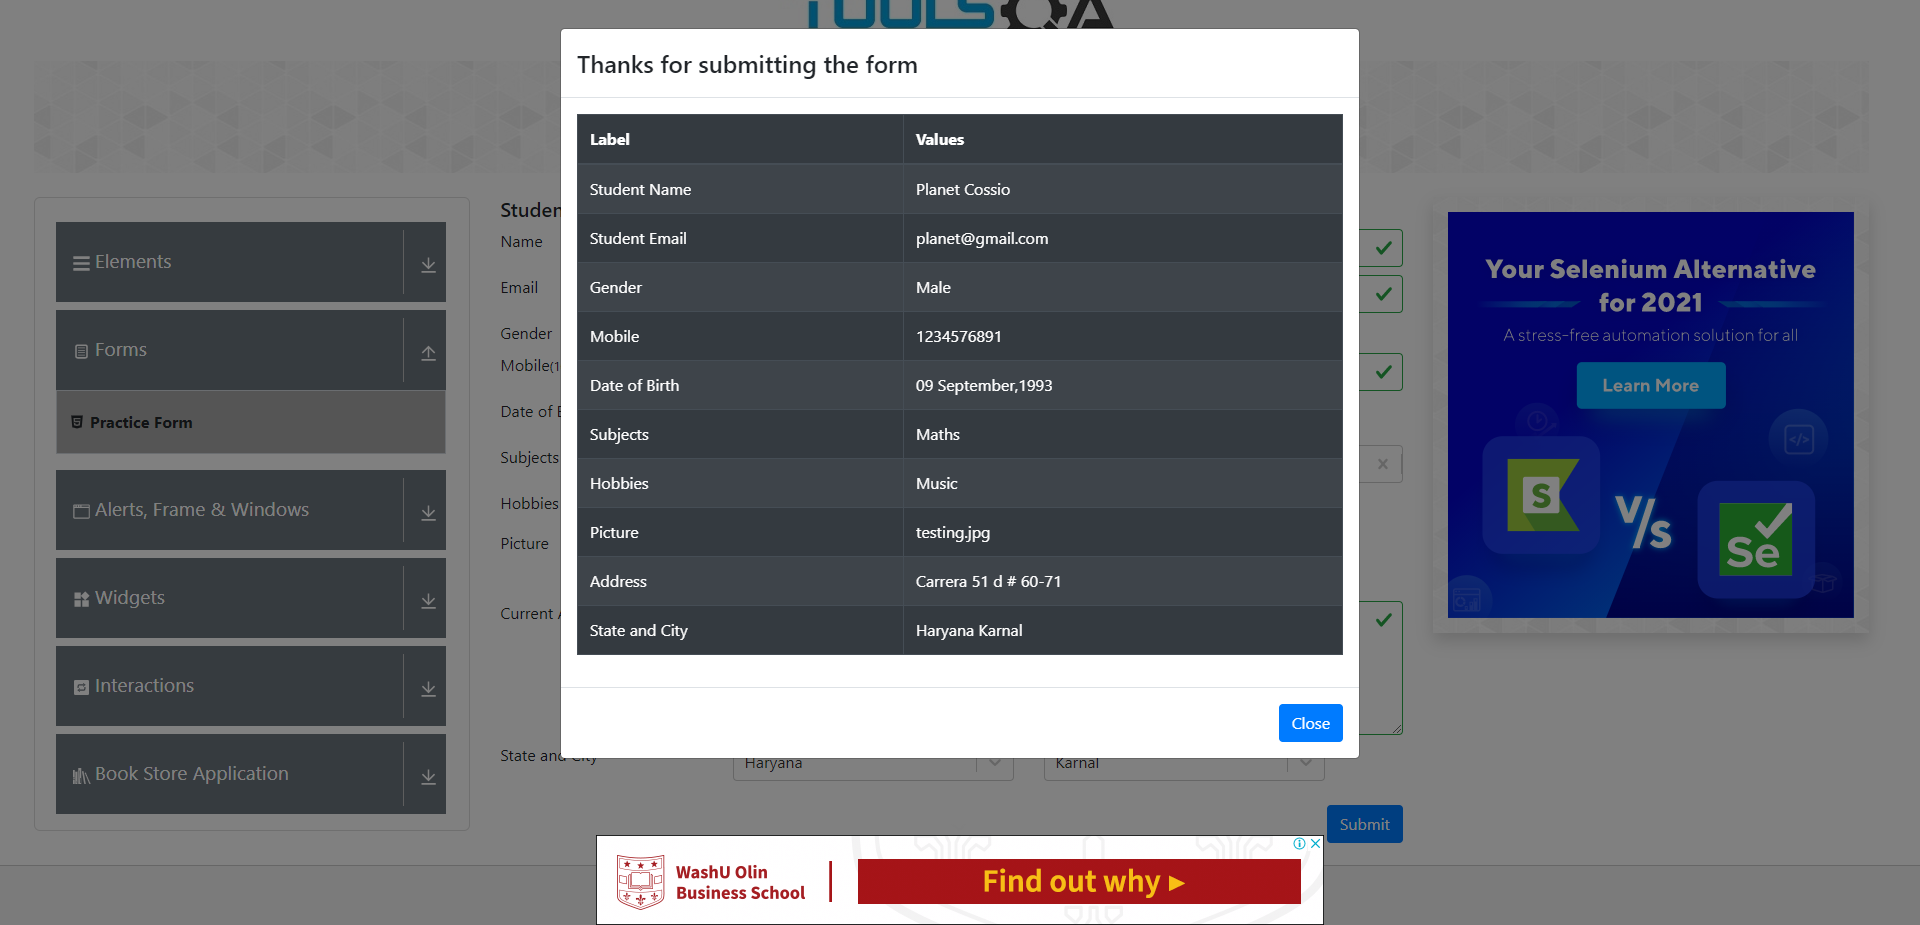 TOOLSQA
Thanks for submitting the form
Label Values
Student Name Planet Cossio
Student Email planet@gmail.com
Gender Male
Mobile 1234576891
Date of Birth 09 September,1993
Subjects Maths
Hobbies Music
Picture testing.jpg
Address Carrera 51 d # 60-71
State and City Haryana Karnal
Close
Elements
Forms
Practice Form
Alerts, Frame & Windows
Widgets
Interactions
Book Store Application
Studen
Name
Email
Gender
Mobile(1
Date of B
Subjects
Hobbies
Picture
Current A
State and City Haryana Karnal
Submit
Your Selenium Alternative
for 2021
A stress-free automation solution for all
Learn More
S
V/s
Se
</>
WashU Olin
Business School
Find out why ►